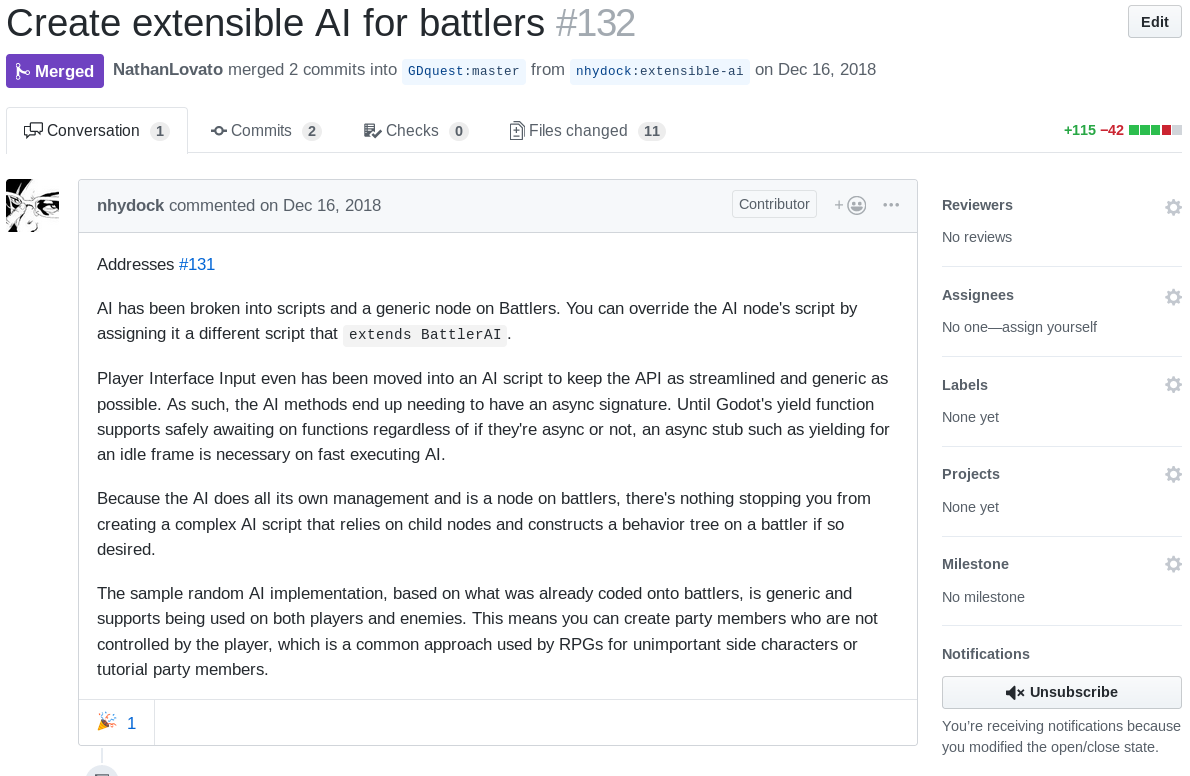 Create extensible AI for battlers #132
Edit
Merged NathanLovato merged 2 commits into GDquest:master from nhydock:extensible-ai on Dec 16, 2018
Conversation 1 Commits 2 Checks 0 Files changed 11 +115 −42
nhydock commented on Dec 16, 2018 Contributor + •••
Addresses #131
AI has been broken into scripts and a generic node on Battlers. You can override the AI node's script by
assigning it a different script that extends BattlerAI.
Player Interface Input even has been moved into an AI script to keep the API as streamlined and generic as
possible. As such, the AI methods end up needing to have an async signature. Until Godot's yield function
supports safely awaiting on functions regardless of if they're async or not, an async stub such as yielding for
an idle frame is necessary on fast executing AI.
Because the AI does all its own management and is a node on battlers, there's nothing stopping you from
creating a complex AI script that relies on child nodes and constructs a behavior tree on a battler if so
desired.
The sample random AI implementation, based on what was already coded onto battlers, is generic and
supports being used on both players and enemies. This means you can create party members who are not
controlled by the player, which is a common approach used by RPGs for unimportant side characters or
tutorial party members.
🎉 1
Reviewers
No reviews
Assignees
No one—assign yourself
Labels
None yet
Projects
None yet
Milestone
No milestone
Notifications
Unsubscribe
You’re receiving notifications because
you modified the open/close state.